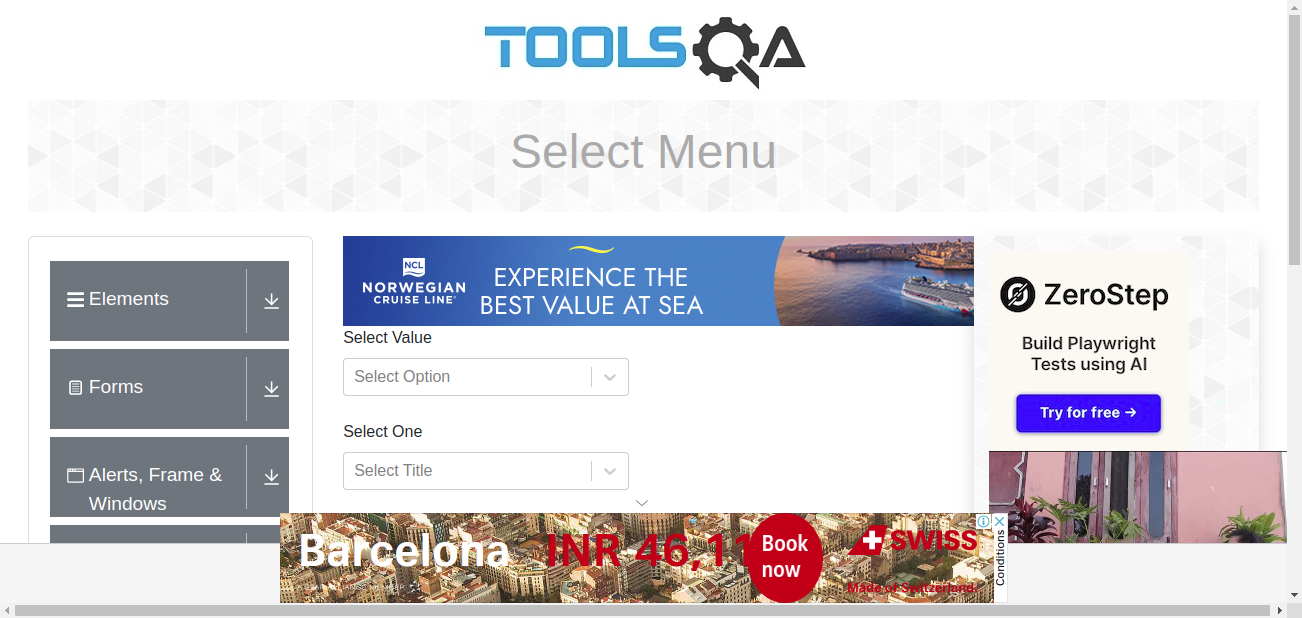 TOOLSQA
Select Menu
Elements
Forms
Alerts, Frame &
Windows
NCL
NORWEGIAN
CRUISE LINE
EXPERIENCE THE
BEST VALUE AT SEA
Select Value
Select Option
Select One
Select Title
ZeroStep
Build Playwright
Tests using AI
Try for free →
Barcelona
INR 46,11
Book
now
SWISS
Made of Switzerland.
Conditions